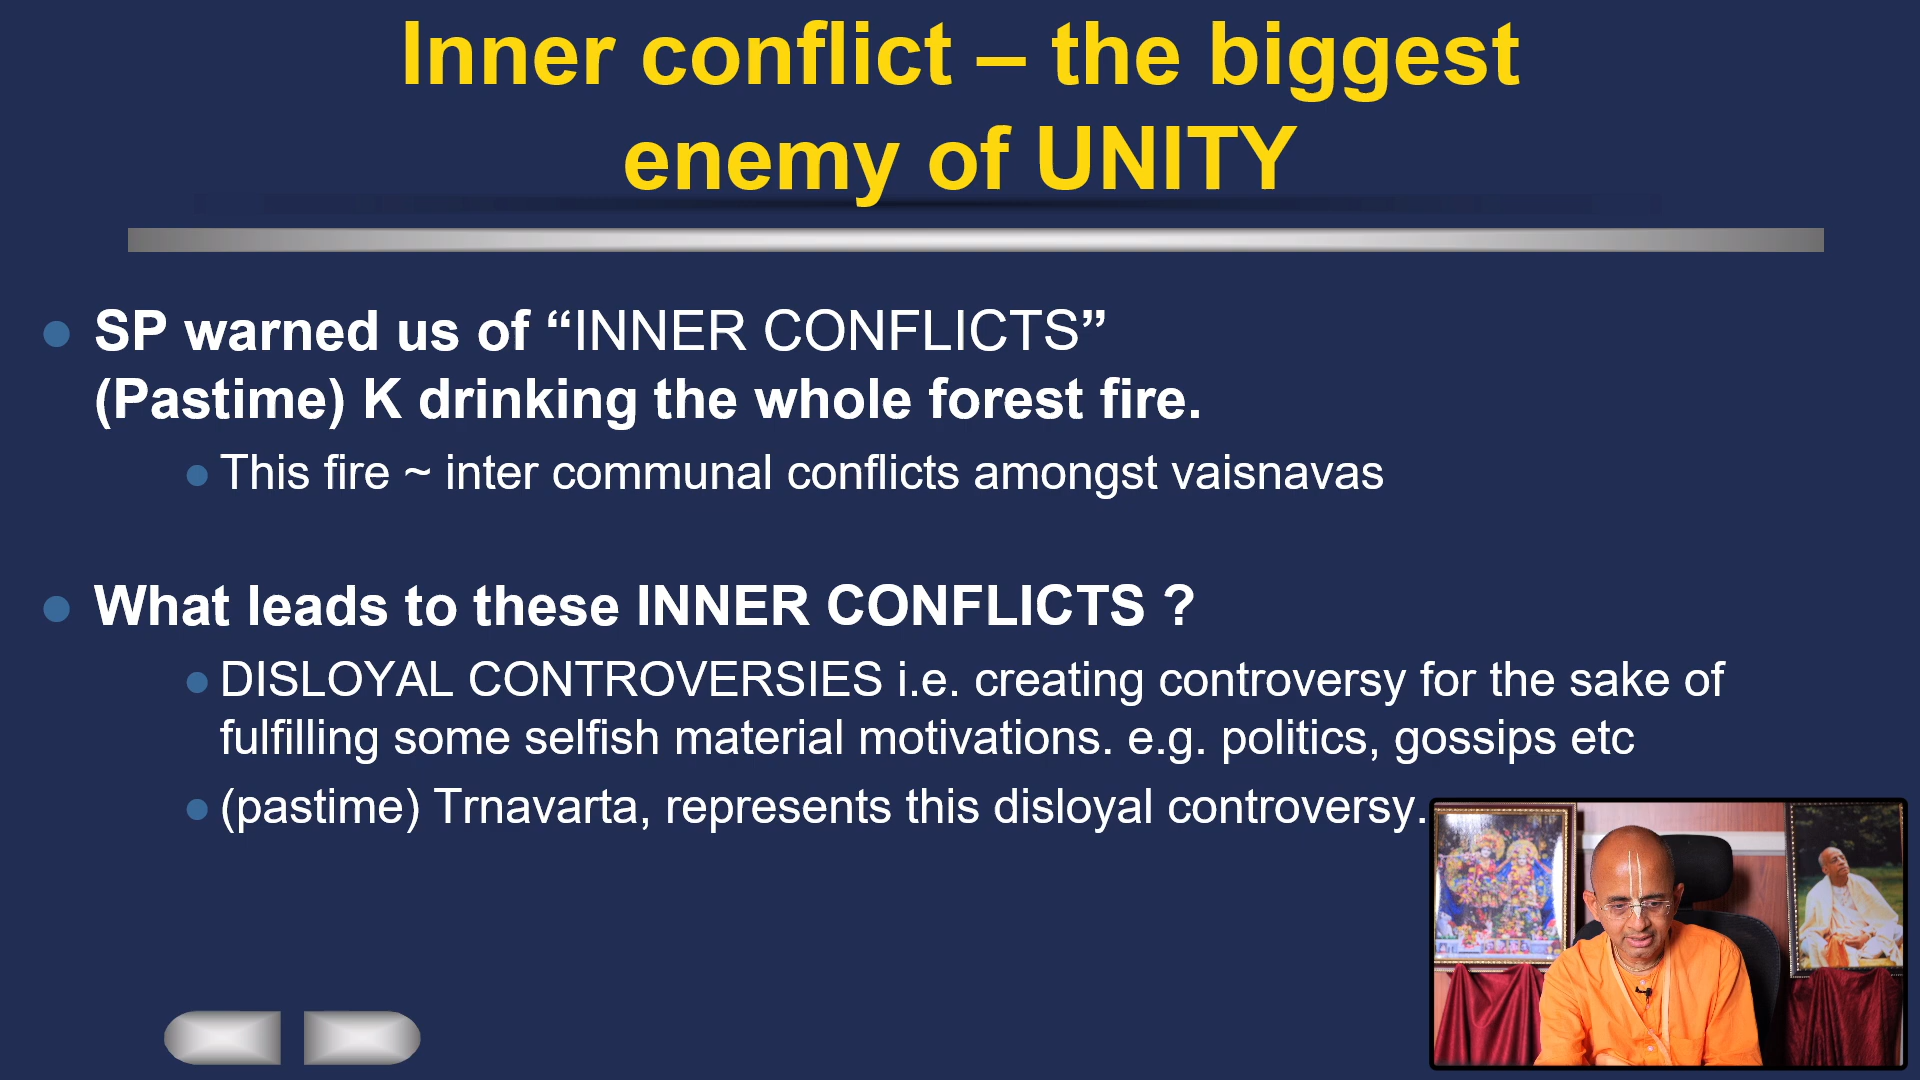 Inner conflict – the biggest
enemy of UNITY
SP warned us of “INNER CONFLICTS”
(Pastime) K drinking the whole forest fire.
This fire ~ inter communal conflicts amongst vaisnavas
What leads to these INNER CONFLICTS ?
DISLOYAL CONTROVERSIES i.e. creating controversy for the sake of
fulfilling some selfish material motivations. e.g. politics, gossips etc
(pastime) Trnavarta, represents this disloyal controversy.